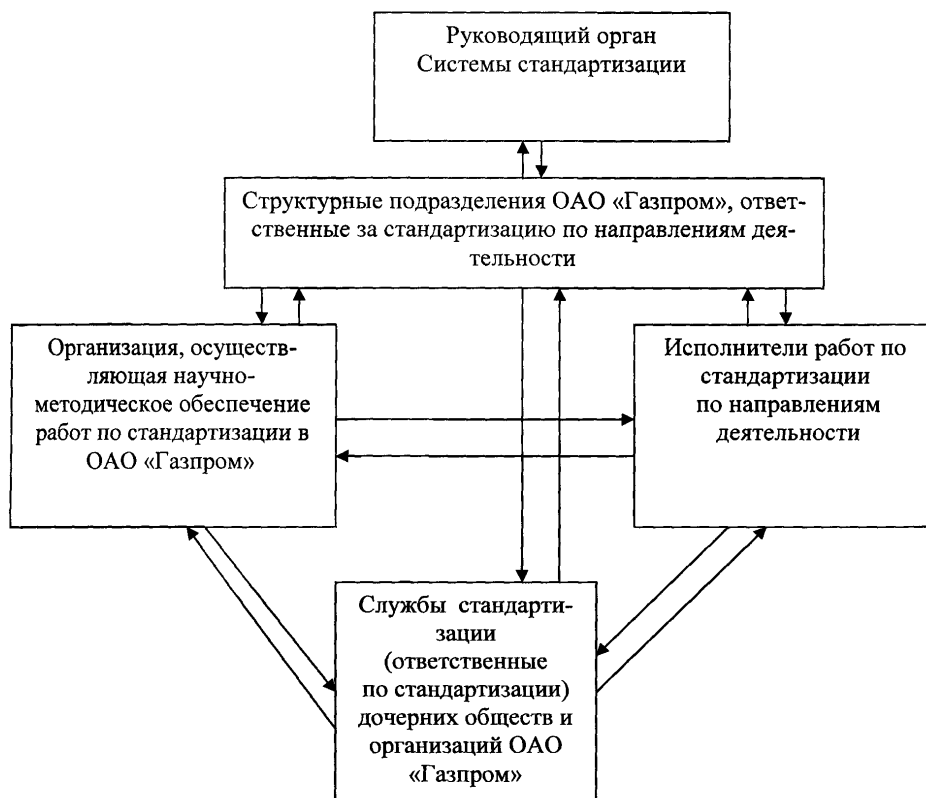 Руководящий орган
Системы стандартизации
Структурные подразделения ОАО «Газпром», ответ-
ственные за стандартизацию по направлениям дея-
тельности
Организация, осуществ-
ляющая научно-
методическое обеспечение
работ по стандартизации в
ОАО «Газпром»
Исполнители работ по
стандартизации
по направлениям
деятельности
Службы стандарти-
зации
(ответственные
по стандартизации)
дочерних обществ и
организаций ОАО
«Газпром»